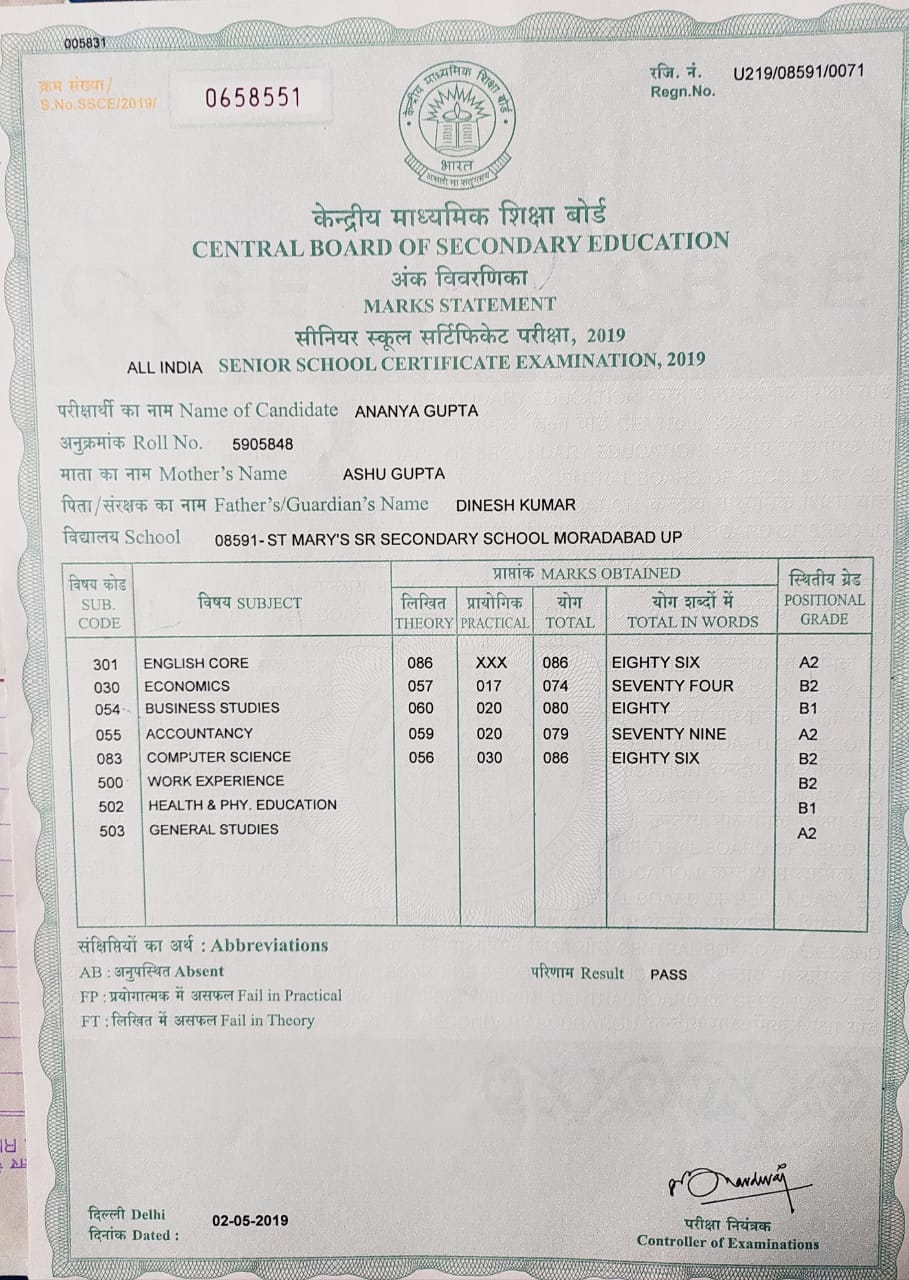 005831
क्रम संख्या/
S.No.SSCE/2019/
0658551
रजि. नं. U219/08591/0071
Regn.No.
केन्द्रीय माध्यमिक शिक्षा बोर्ड
भारत
असतो मा सद्गमय
केन्द्रीय माध्यमिक शिक्षा बोर्ड
CENTRAL BOARD OF SECONDARY EDUCATION
अंक विवरणिका
MARKS STATEMENT
सीनियर स्कूल सर्टिफिकेट परीक्षा, 2019
ALL INDIA SENIOR SCHOOL CERTIFICATE EXAMINATION, 2019
परीक्षार्थी का नाम Name of Candidate ANANYA GUPTA
अनुक्रमांक Roll No. 5905848
माता का नाम Mother's Name ASHU GUPTA
पिता/संरक्षक का नाम Father's/Guardian's Name DINESH KUMAR
विद्यालय School 08591- ST MARY'S SR SECONDARY SCHOOL MORADABAD UP
विषय कोड SUB. CODE विषय SUBJECT प्राप्तांक MARKS OBTAINED स्थितीय ग्रेड POSITIONAL GRADE
लिखित THEORY प्रायोगिक PRACTICAL योग TOTAL योग शब्दों में TOTAL IN WORDS
301 ENGLISH CORE 086 XXX 086 EIGHTY SIX A2
030 ECONOMICS 057 017 074 SEVENTY FOUR B2
054 BUSINESS STUDIES 060 020 080 EIGHTY B1
055 ACCOUNTANCY 059 020 079 SEVENTY NINE A2
083 COMPUTER SCIENCE 056 030 086 EIGHTY SIX B2
500 WORK EXPERIENCE B2
502 HEALTH & PHY. EDUCATION B1
503 GENERAL STUDIES A2
संक्षिप्तियों का अर्थ : Abbreviations
AB : अनुपस्थित Absent
परिणाम Result PASS
FP : प्रयोगात्मक में असफल Fail in Practical
FT : लिखित में असफल Fail in Theory
दिल्ली Delhi
दिनांक Dated : 02-05-2019
परीक्षा नियंत्रक
Controller of Examinations